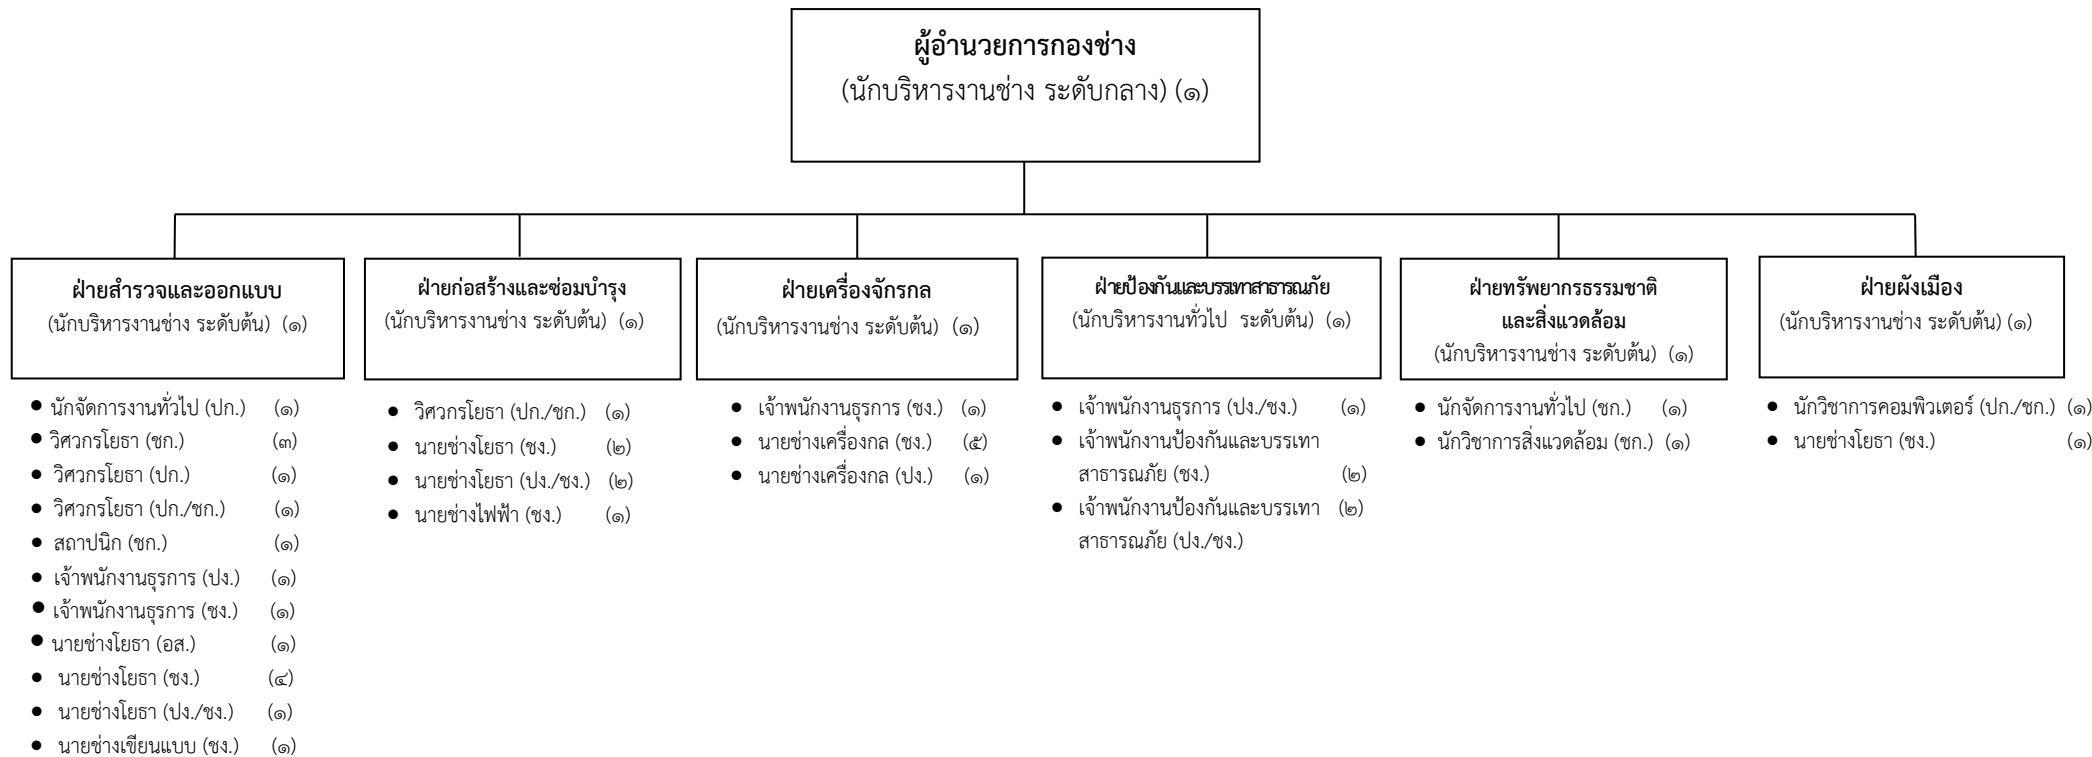 ผู้อำนวยการกองช่าง
(นักบริหารงานช่าง ระดับกลาง) (๑)
ฝ่ายสำรวจและออกแบบ
(นักบริหารงานช่าง ระดับต้น) (๑)
● นักจัดการงานทั่วไป (ปก.) (๑)
● วิศวกรโยธา (ชก.) (๓)
● วิศวกรโยธา (ปก.) (๑)
● วิศวกรโยธา (ปก./ชก.) (๑)
● สถาปนิก (ชก.) (๑)
● เจ้าพนักงานธุรการ (ปง.) (๑)
● เจ้าพนักงานธุรการ (ชง.) (๑)
● นายช่างโยธา (อส.) (๑)
● นายช่างโยธา (ชง.) (๔)
● นายช่างโยธา (ปง./ชง.) (๑)
● นายช่างเขียนแบบ (ชง.) (๑)
ฝ่ายก่อสร้างและซ่อมบำรุง
(นักบริหารงานช่าง ระดับต้น) (๑)
● วิศวกรโยธา (ปก./ชก.) (๑)
● นายช่างโยธา (ชง.) (๒)
● นายช่างโยธา (ปง./ชง.) (๒)
● นายช่างไฟฟ้า (ชง.) (๑)
ฝ่ายเครื่องจักรกล
(นักบริหารงานช่าง ระดับต้น) (๑)
● เจ้าพนักงานธุรการ (ชง.) (๑)
● นายช่างเครื่องกล (ชง.) (๕)
● นายช่างเครื่องกล (ปง.) (๑)
ฝ่ายป้องกันและบรรเทาสาธารณภัย
(นักบริหารงานทั่วไป ระดับต้น) (๑)
● เจ้าพนักงานธุรการ (ปง./ชง.) (๑)
● เจ้าพนักงานป้องกันและบรรเทา
สาธารณภัย (ชง.) (๒)
● เจ้าพนักงานป้องกันและบรรเทา (๒)
สาธารณภัย (ปง./ชง.)
ฝ่ายทรัพยากรธรรมชาติ
และสิ่งแวดล้อม
(นักบริหารงานช่าง ระดับต้น) (๑)
● นักจัดการงานทั่วไป (ชก.) (๑)
● นักวิชาการสิ่งแวดล้อม (ชก.) (๑)
ฝ่ายผังเมือง
(นักบริหารงานช่าง ระดับต้น) (๑)
● นักวิชาการคอมพิวเตอร์ (ปก./ชก.) (๑)
● นายช่างโยธา (ชง.) (๑)